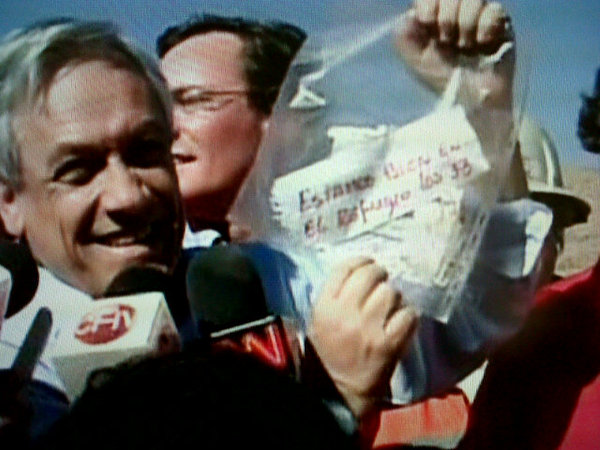 ESTAMOS BIEN EN
EL REfugio los 33